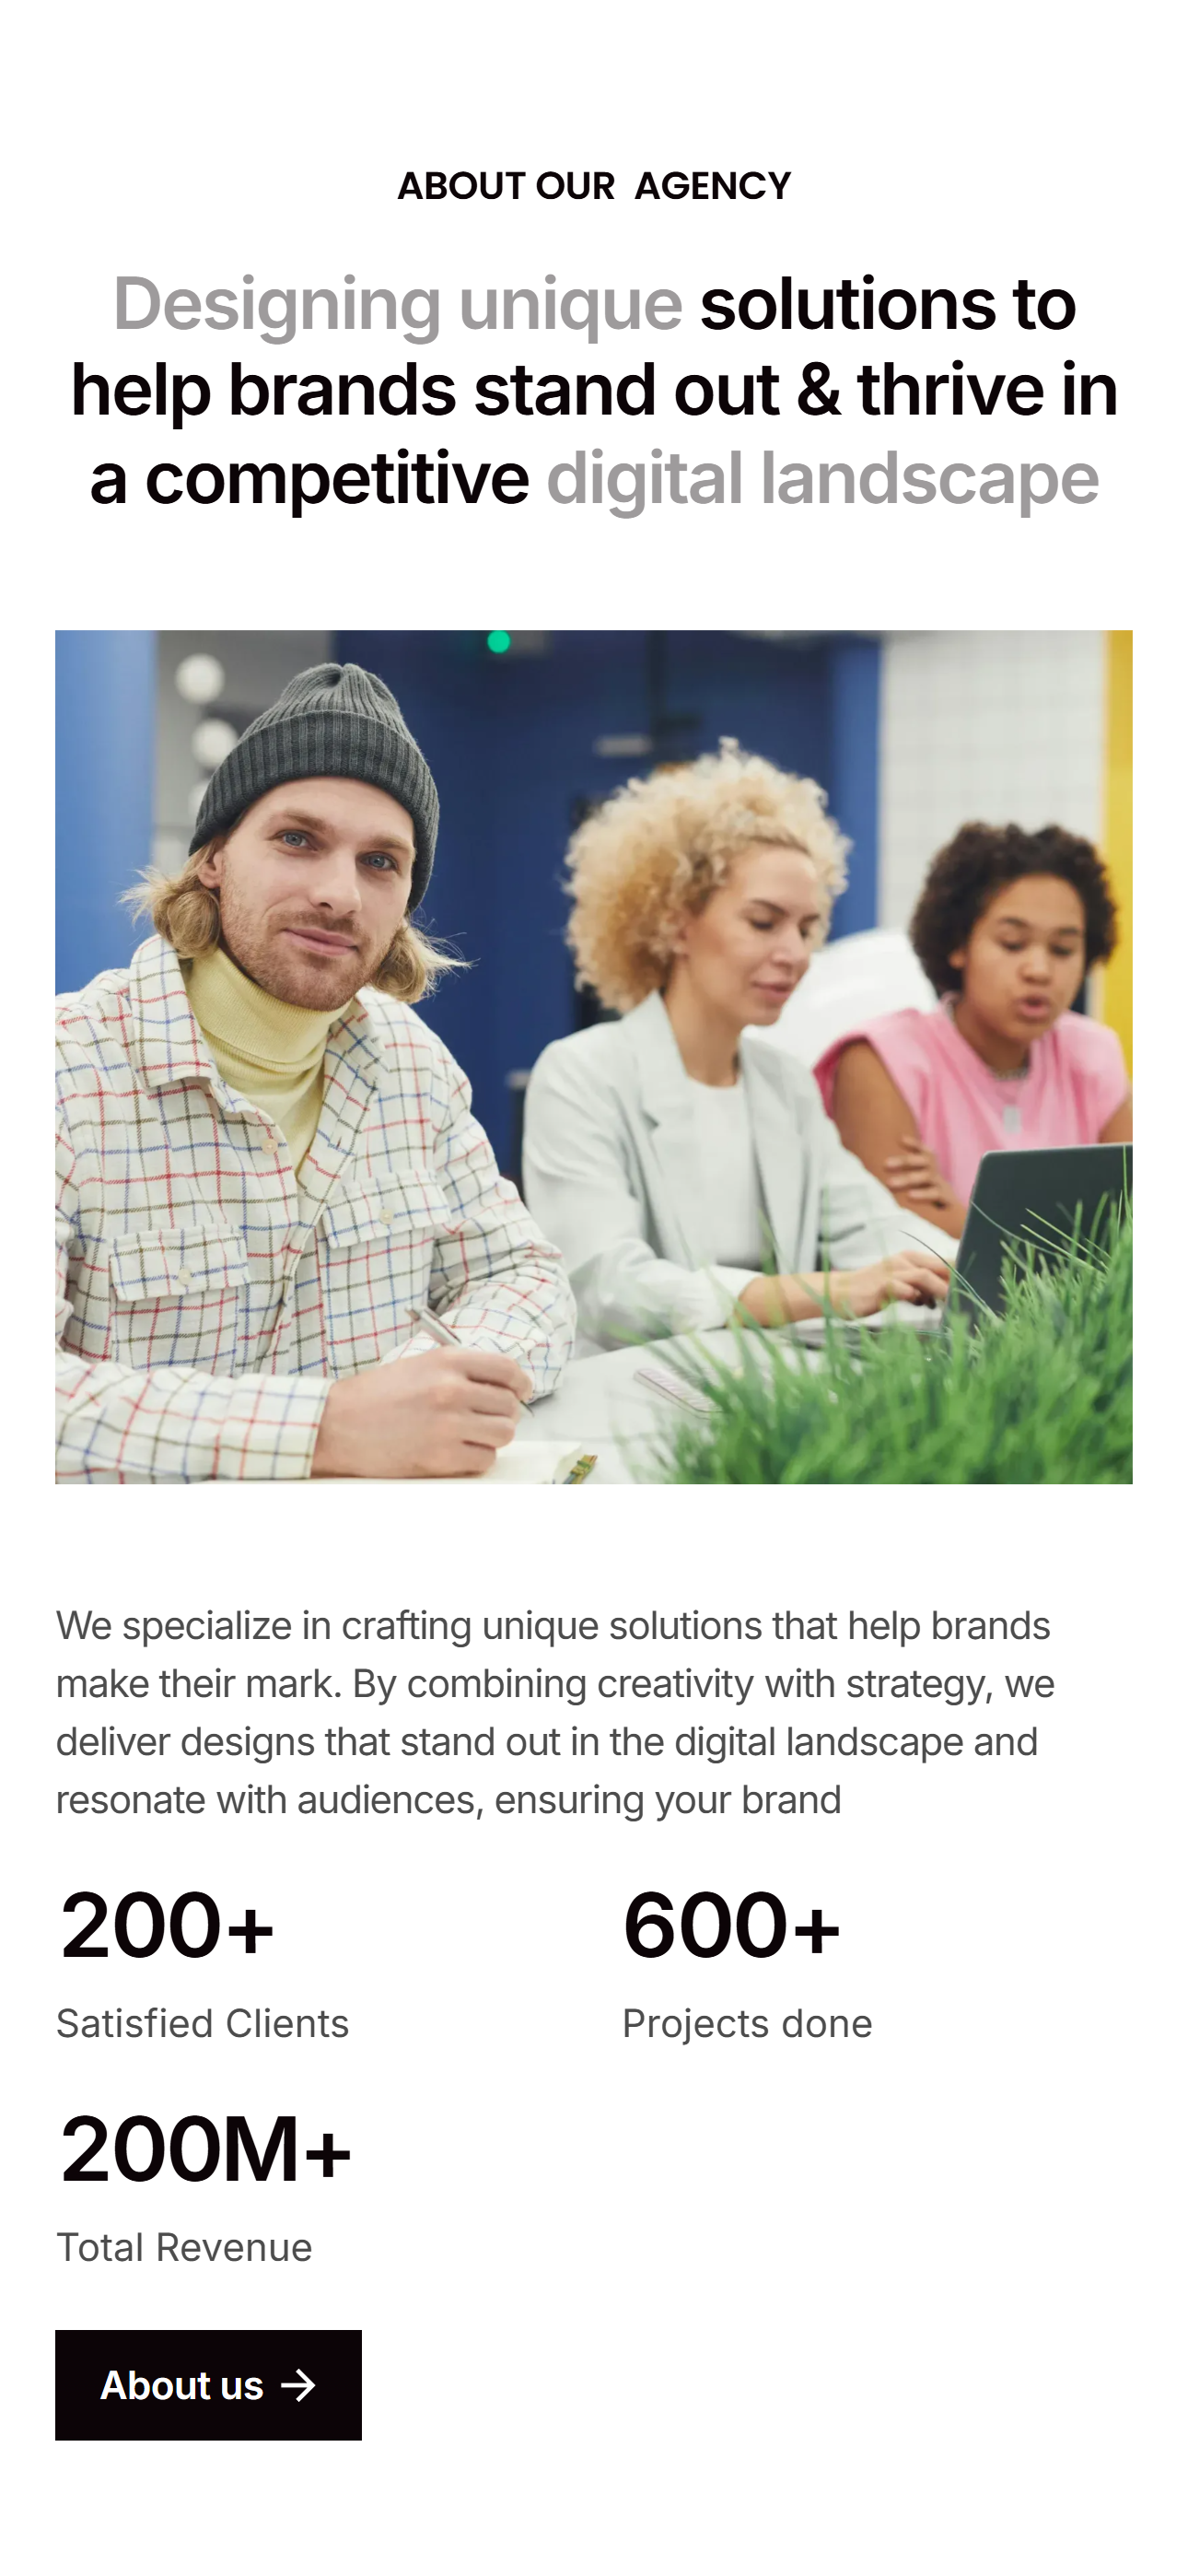 ABOUT OUR  AGENCY
Designing unique solutions to
help brands stand out & thrive in
a competitive digital landscape
We specialize in crafting unique solutions that help brands
make their mark. By combining creativity with strategy, we
deliver designs that stand out in the digital landscape and
resonate with audiences, ensuring your brand
200+
600+
Satisfied Clients
Projects done
200M+
Total Revenue
About us →